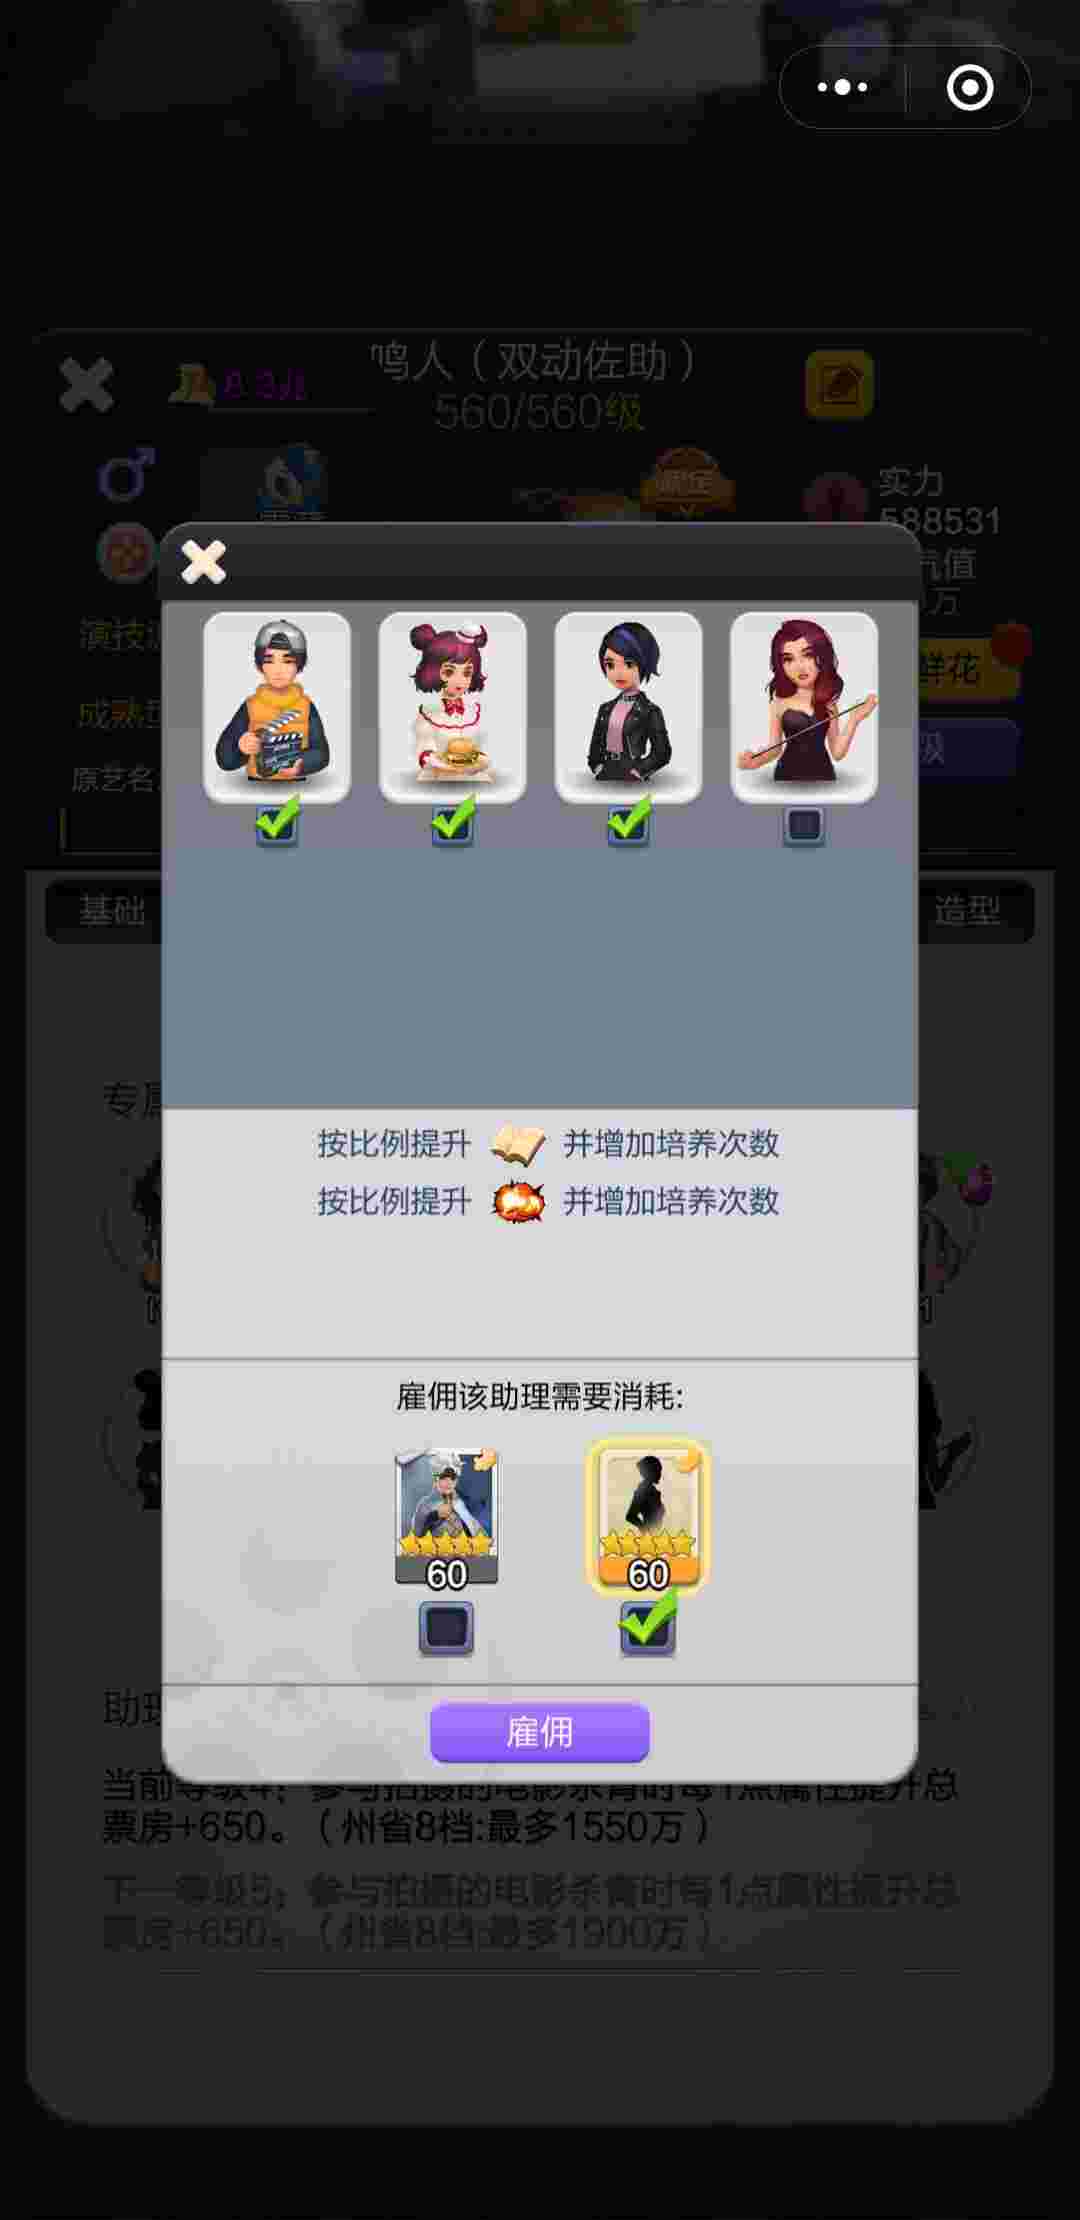 鸣人（双动佐助）
560/560级
实力
588531
万
演技
鲜花
成熟
级
原艺名
基础
造型
按比例提升 并增加培养次数
按比例提升 并增加培养次数
雇佣该助理需要消耗:
60
60
雇佣
当前等级4；参与拍摄的电影杀青时每1点属性提升总
票房+650。（州省8档:最多1550万）
下一等级5；参与拍摄的电影杀青时每1点属性提升总
票房+650。（州省8档:最多1900万）